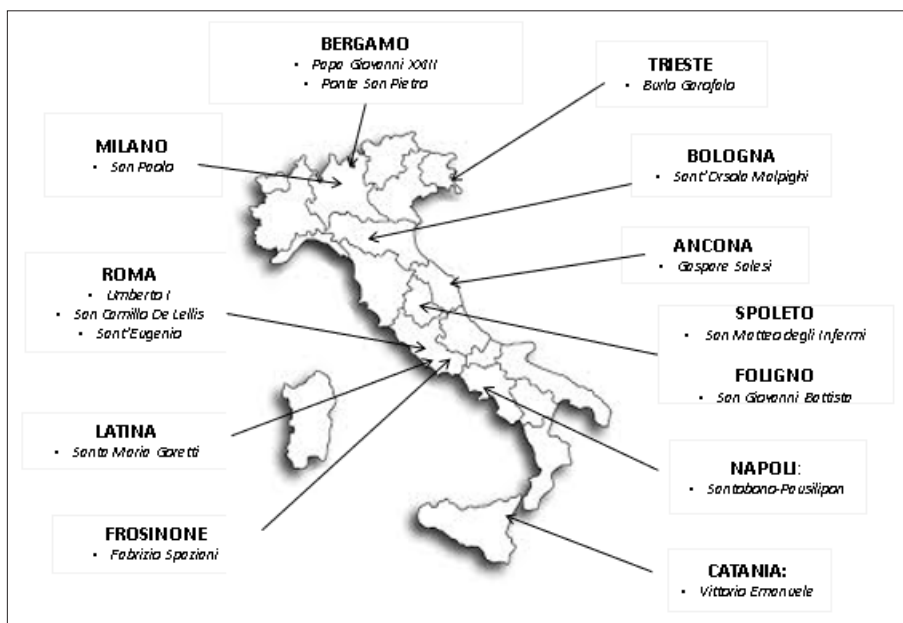 BERGAMO
• Papa Giovanni XXIII
• Ponte San Pietro
TRIESTE
• Burlo Garofolo
MILANO
• San Paolo
BOLOGNA
• Sant'Orsola Malpighi
ANCONA
• Gaspare Salesi
ROMA
• Umberto I
• San Camillo De Lellis
• Sant'Eugenio
SPOLETO
• San Matteo degli Infermi
FOLIGNO
• San Giovanni Battista
LATINA
• Santa Maria Goretti
NAPOLI:
• Santobono-Pausilipon
FROSINONE
• Fabrizio Spaziani
CATANIA:
• Vittorio Emanuele